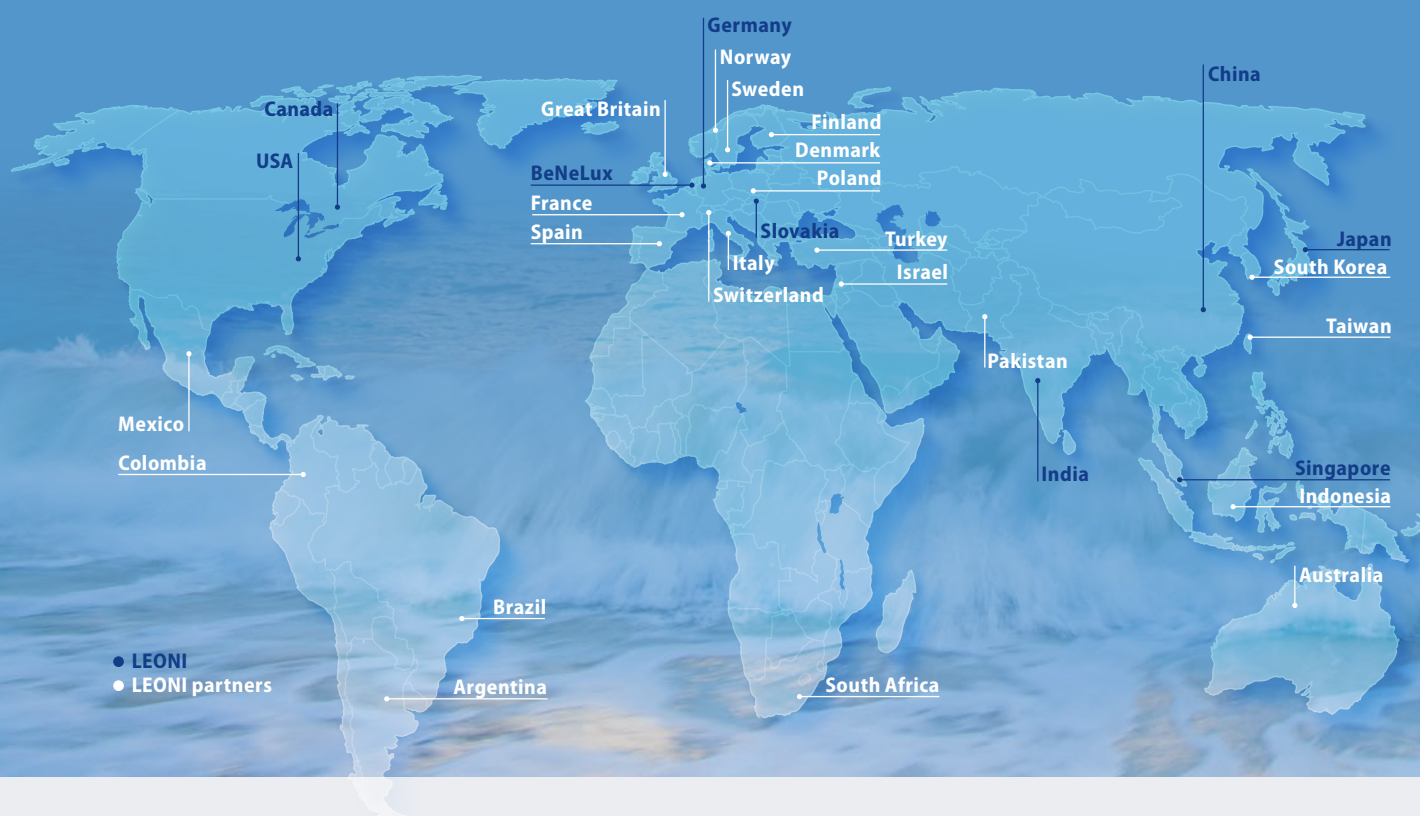 Germany
Norway
China
Sweden
Canada
Great Britain
Finland
Denmark
USA
BeNeLux
Poland
France
Spain
Slovakia
Turkey
Japan
Italy
Israel
South Korea
Switzerland
Taiwan
Pakistan
Mexico
Colombia
India
Singapore
Indonesia
Australia
Brazil
LEONI
LEONI partners
Argentina
South Africa